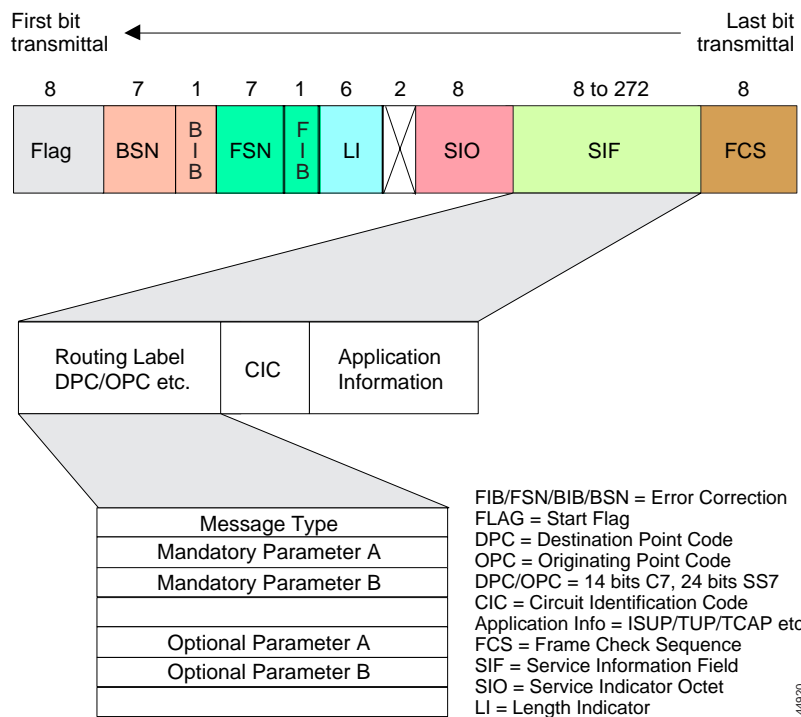 First bit
transmittal
Last bit
transmittal
8 7 1 7 1 6 2 8 8 to 272 8
Flag BSN BIB FSN FIB LI SIO SIF FCS
Routing Label
DPC/OPC etc.
CIC
Application
Information
Message Type
Mandatory Parameter A
Mandatory Parameter B
Optional Parameter A
Optional Parameter B
FIB/FSN/BIB/BSN = Error Correction
FLAG = Start Flag
DPC = Destination Point Code
OPC = Originating Point Code
DPC/OPC = 14 bits C7, 24 bits SS7
CIC = Circuit Identification Code
Application Info = ISUP/TUP/TCAP etc
FCS = Frame Check Sequence
SIF = Service Information Field
SIO = Service Indicator Octet
LI = Length Indicator
44920